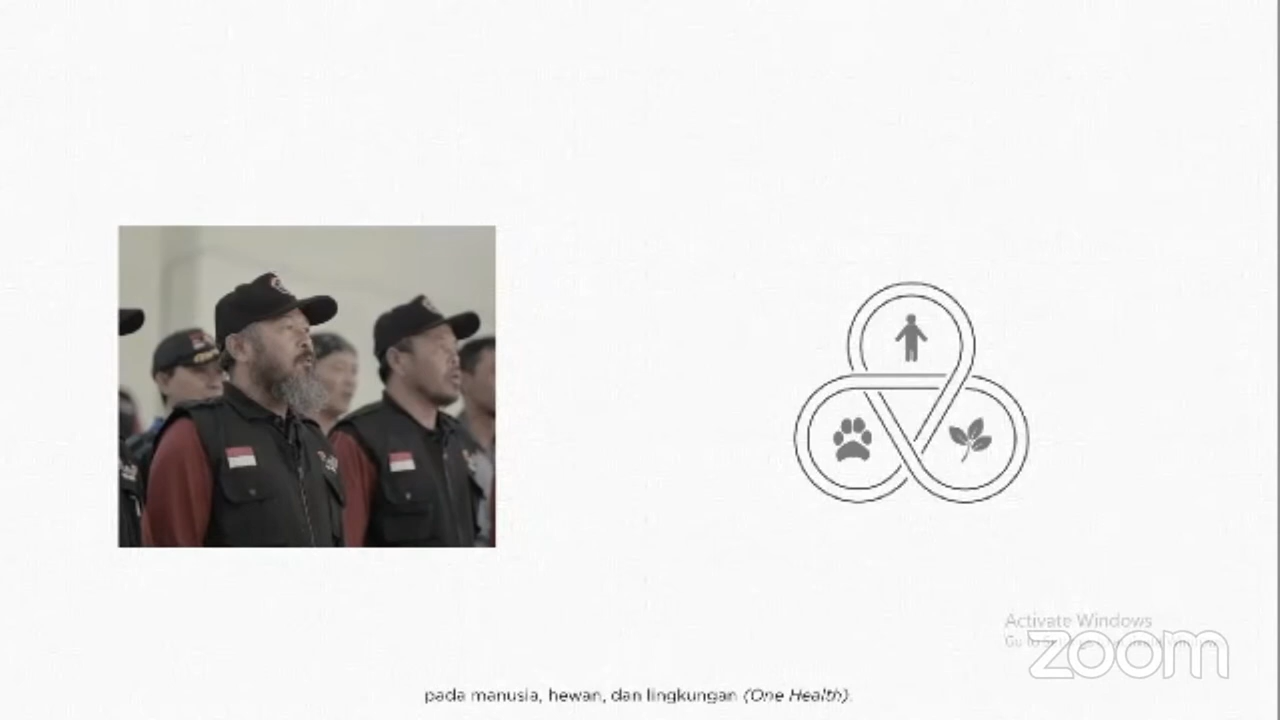 Activate Windows
zoom
pada manusia, hewan, dan lingkungan (One Health).